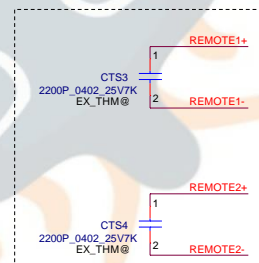 REMOTE1+
1
CTS3
2200P_0402_25V7K
EX_THM@
2
REMOTE1-
REMOTE2+
1
CTS4
2200P_0402_25V7K
EX_THM@
2
REMOTE2-